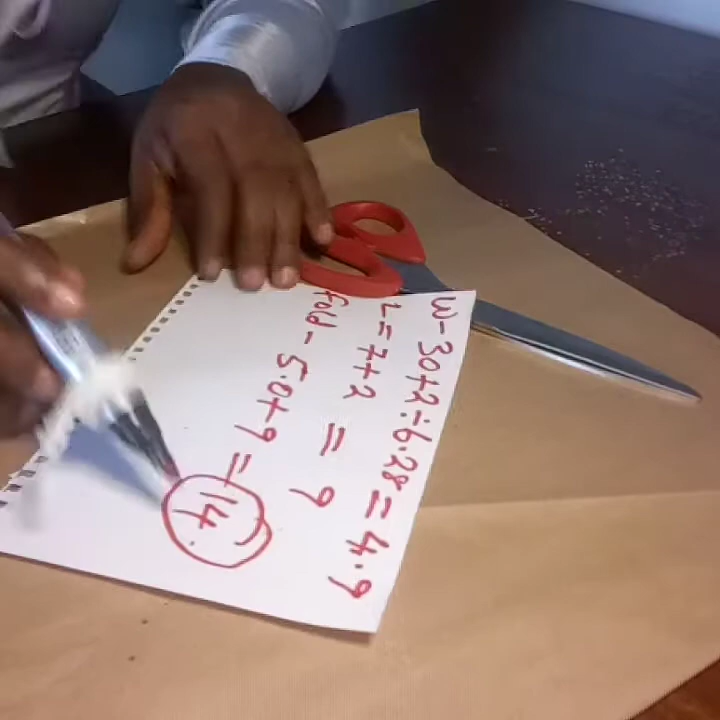 W-30+2÷6.28=4.9
L=7+2 = 9
fold-5.0+9=14